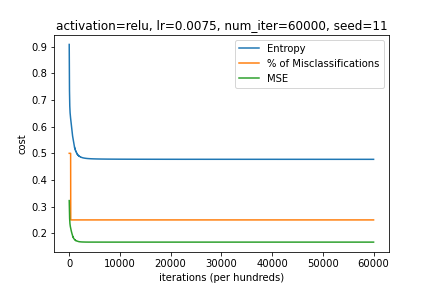 activation=relu, lr=0.0075, num_iter=60000, seed=11
Entropy
% of Misclassifications
MSE
cost
0.9
0.8
0.7
0.6
0.5
0.4
0.3
0.2
0 10000 20000 30000 40000 50000 60000
iterations (per hundreds)